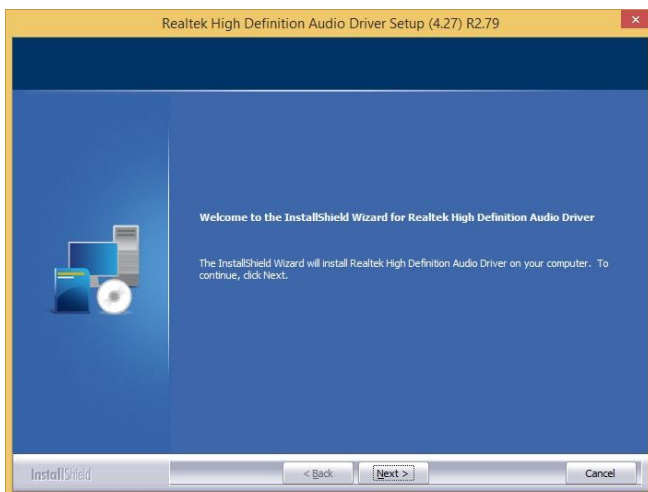 Realtek High Definition Audio Driver Setup (4.27) R2.79
Welcome to the InstallShield Wizard for Realtek High Definition Audio Driver
The InstallShield Wizard will install Realtek High Definition Audio Driver on your computer. To
continue, click Next.
InstallShield
< Back
Next >
Cancel